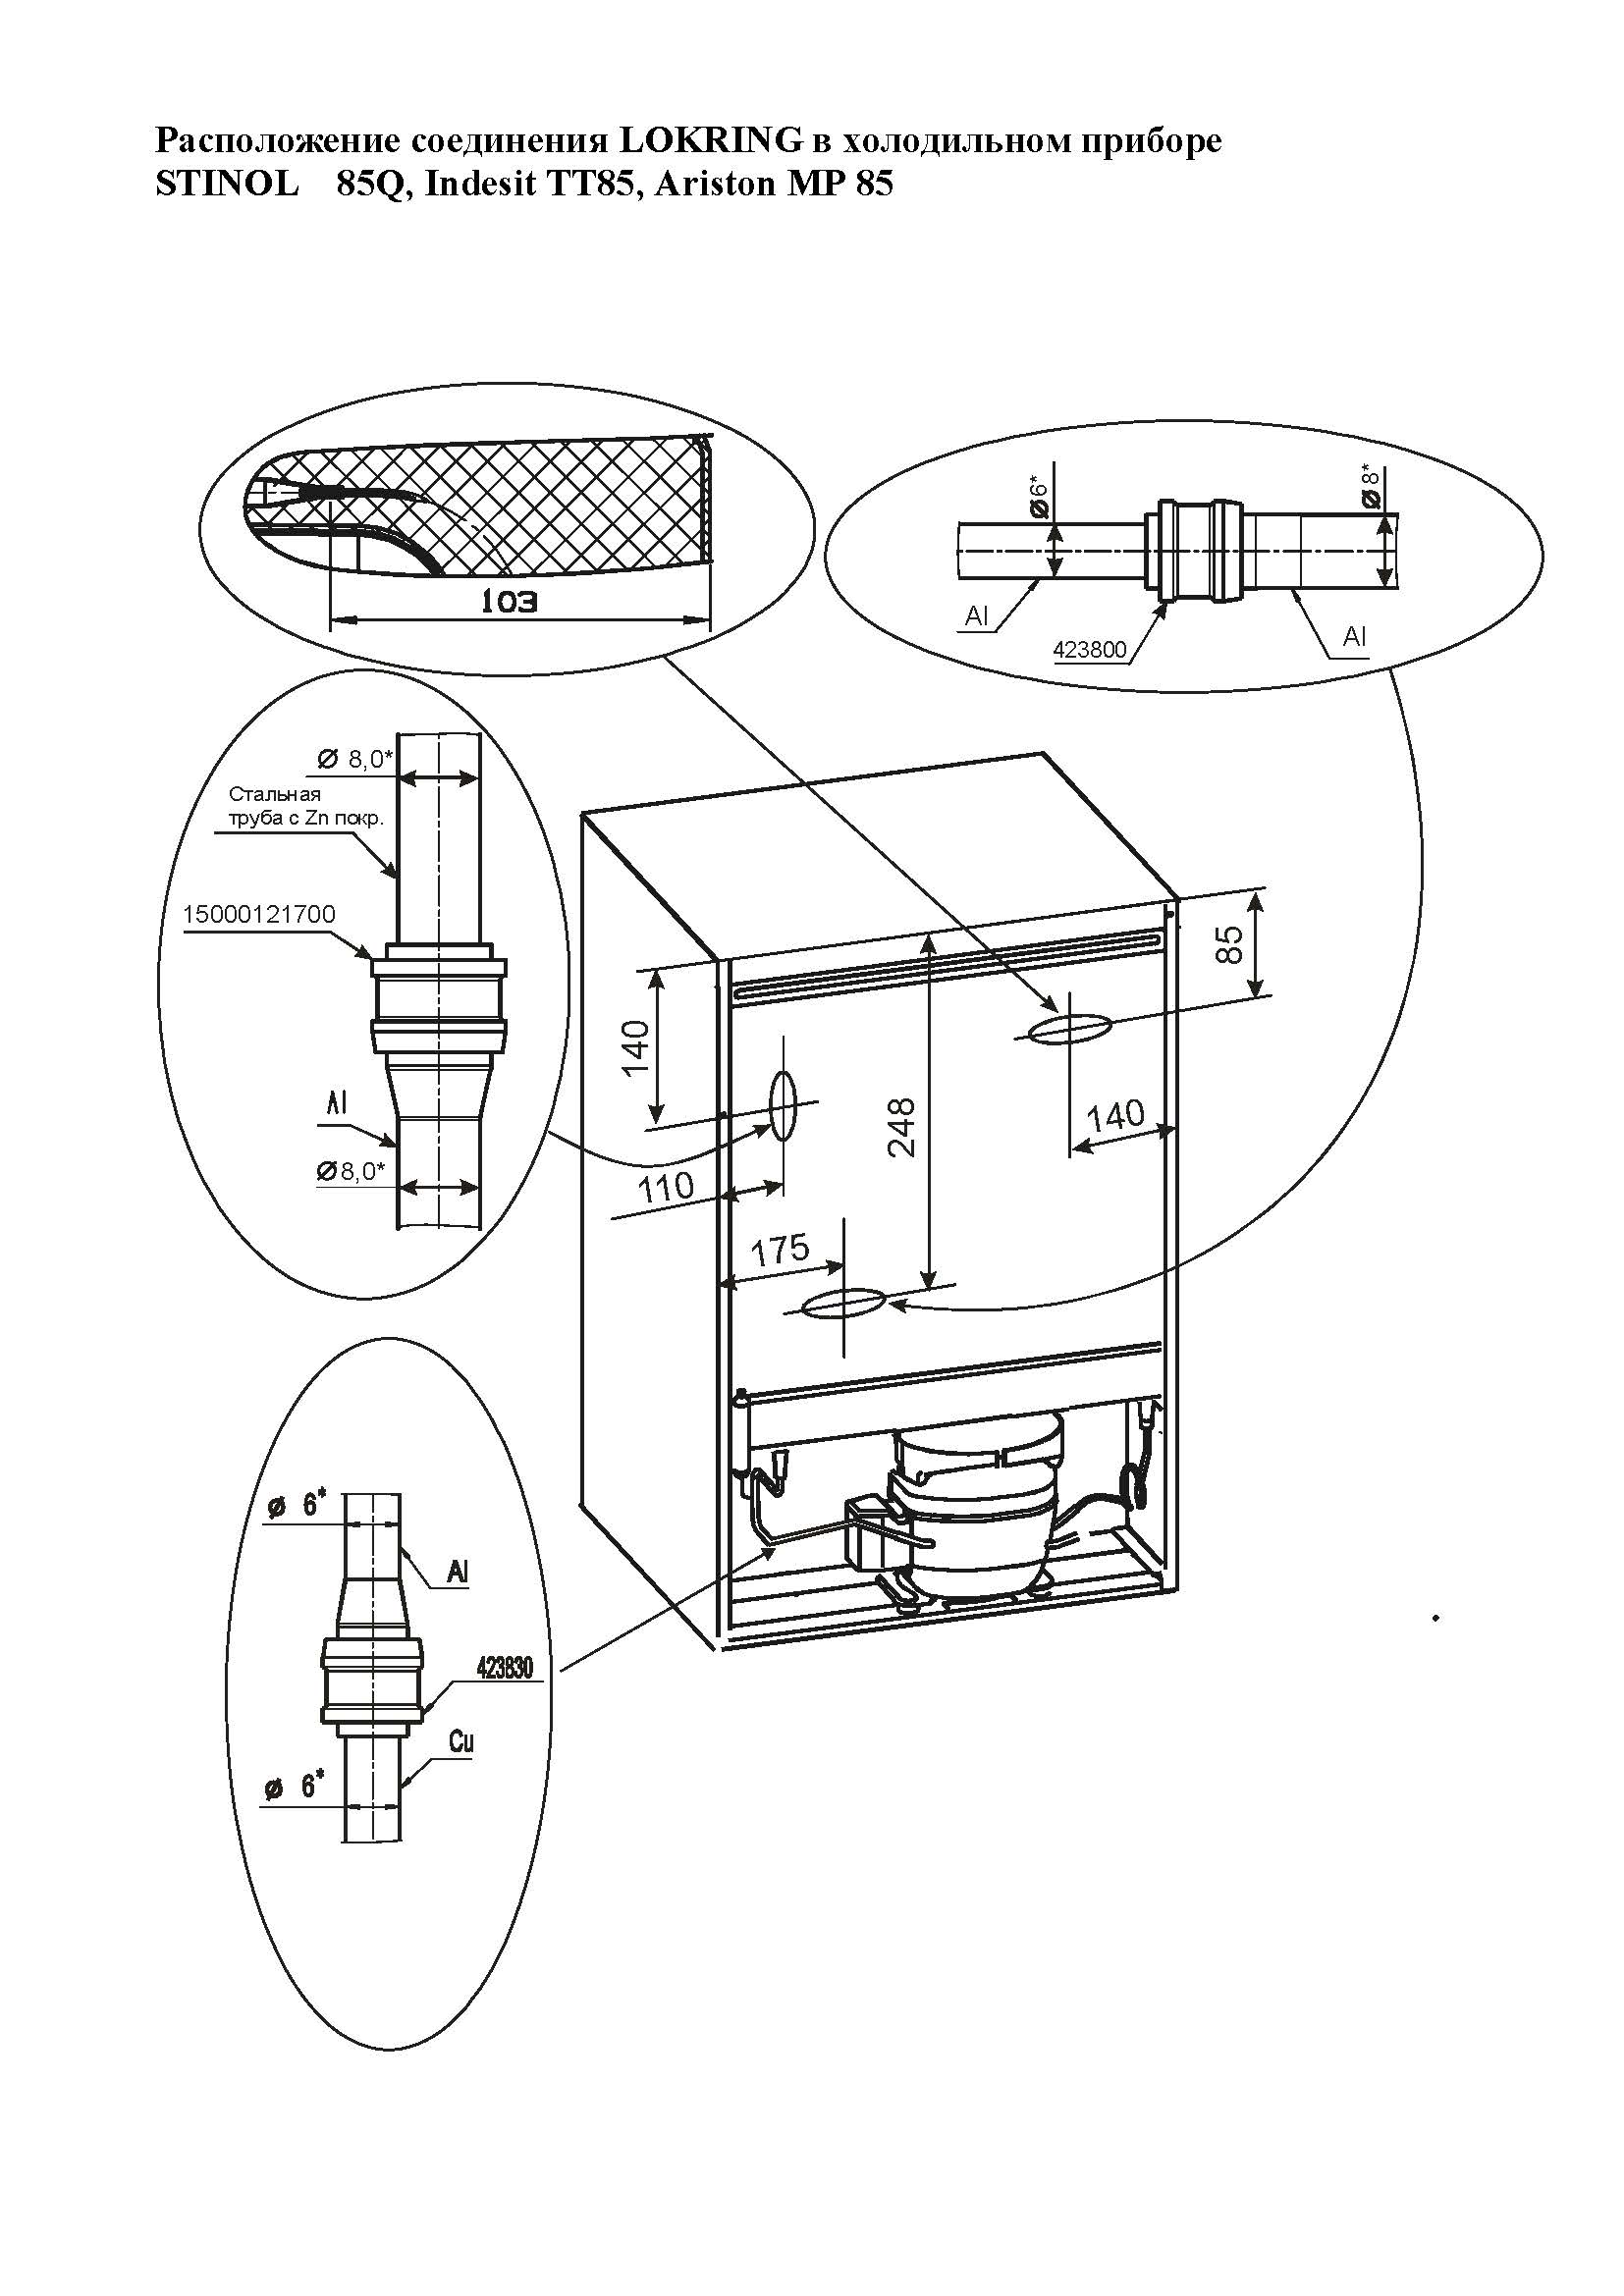 Расположение соединения LOKRING в холодильном приборе
STINOL 85Q, Indesit TT85, Ariston MP 85
103
Ø6*
Ø 8*
Al
423800
Al
Ø 8,0*
Стальная
труба с Zn покр.
15000121700
Al
Ø8,0*
140
248
85
140
110
175
Ø 6*
Al
423830
Cu
Ø 6*